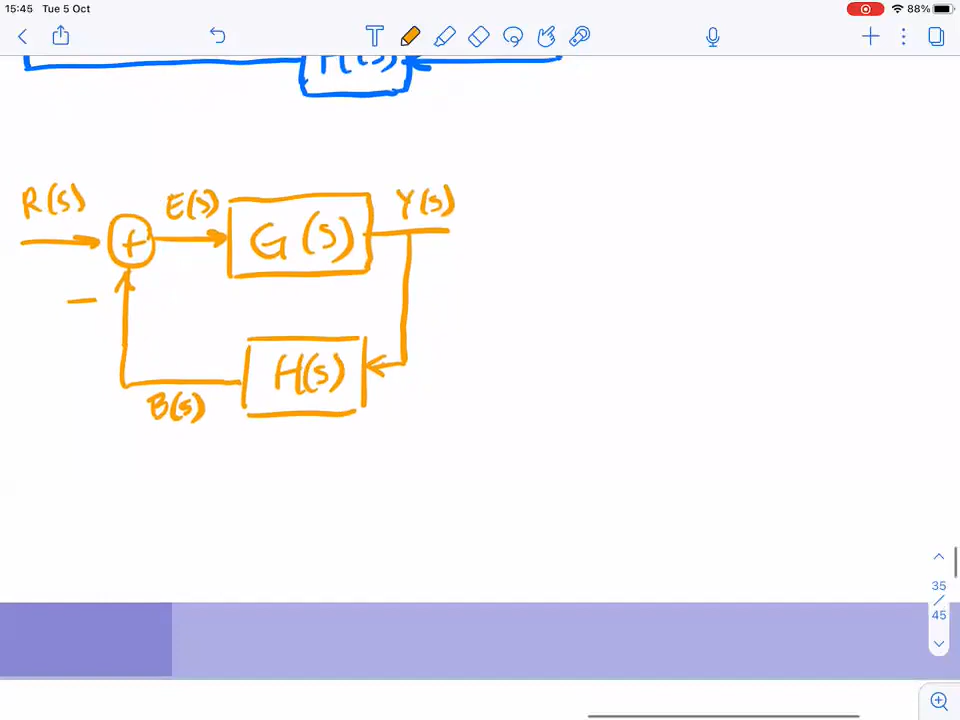 15:45 Tue 5 Oct 88%
H(s)
R(s) E(s) Y(s)
+ G(s)
−
H(s)
B(s)
35
/
45